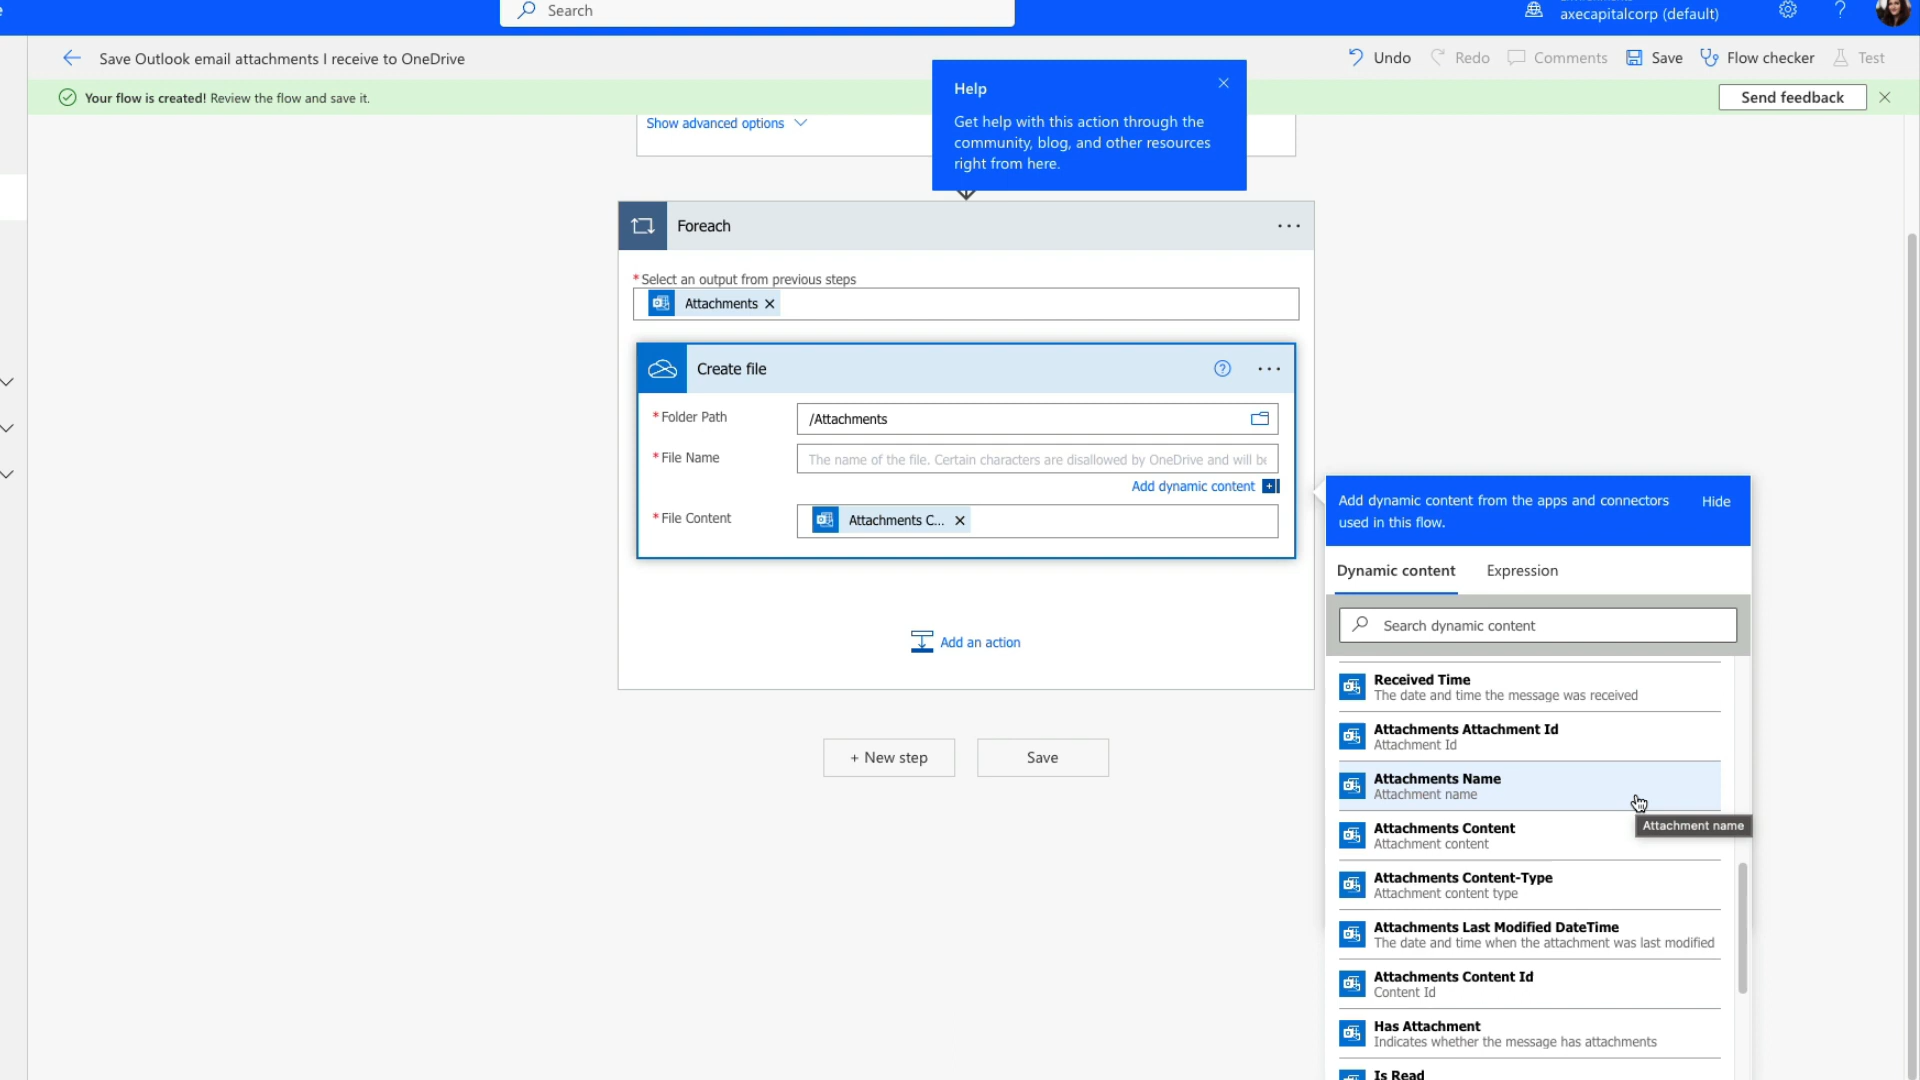 Search
axecapitalcorp (default)
Save Outlook email attachments I receive to OneDrive
Undo
Redo
Comments
Save
Flow checker
Test
Your flow is created! Review the flow and save it.
Send feedback
Show advanced options
Help
Get help with this action through the
community, blog, and other resources
right from here.
Foreach
*Select an output from previous steps
Attachments
Create file
*Folder Path
/Attachments
*File Name
The name of the file. Certain characters are disallowed by OneDrive and will be
Add dynamic content
*File Content
Attachments C...
Add an action
+ New step
Save
Add dynamic content from the apps and connectors
used in this flow.
Hide
Dynamic content
Expression
Search dynamic content
Received Time
The date and time the message was received
Attachments Attachment Id
Attachment Id
Attachments Name
Attachment name
Attachment name
Attachments Content
Attachment content
Attachments Content-Type
Attachment content type
Attachments Last Modified DateTime
The date and time when the attachment was last modified
Attachments Content Id
Content Id
Has Attachment
Indicates whether the message has attachments
Is Read